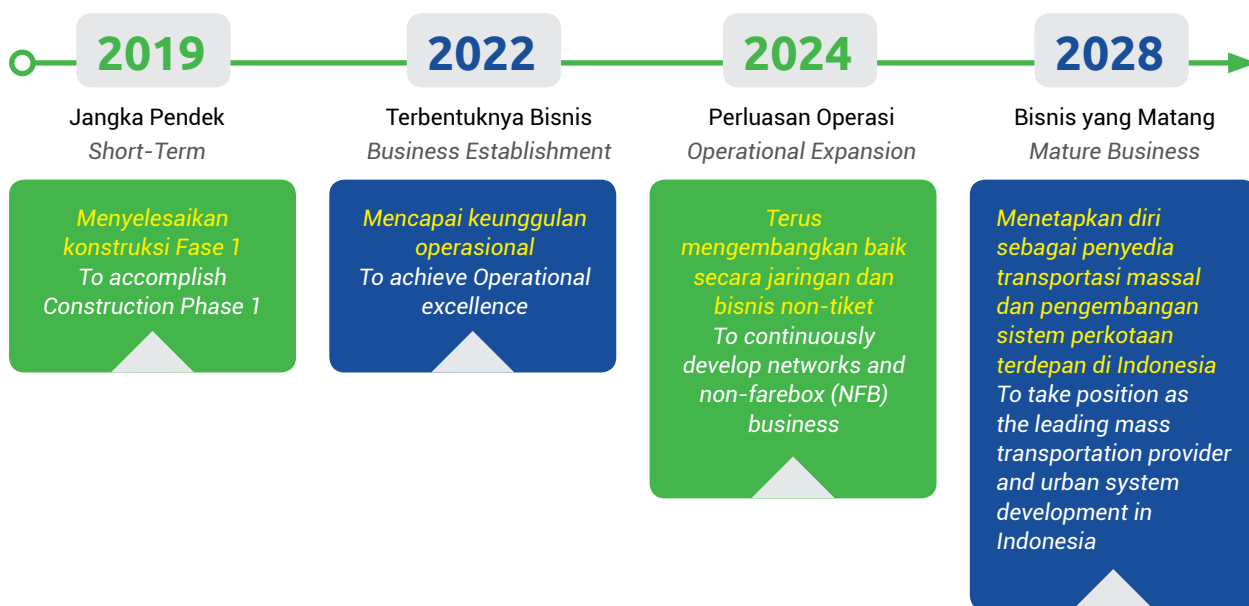 2019
Jangka Pendek
Short-Term
Menyelesaikan
konstruksi Fase 1
To accomplish
Construction Phase 1
2022
Terbentuknya Bisnis
Business Establishment
Mencapai keunggulan
operasional
To achieve Operational
excellence
2024
Perluasan Operasi
Operational Expansion
Terus
mengembangkan baik
secara jaringan dan
bisnis non-tiket
To continuously
develop networks and
non-farebox (NFB)
business
2028
Bisnis yang Matang
Mature Business
Menetapkan diri
sebagai penyedia
transportasi massal
dan pengembangan
sistem perkotaan
terdepan di Indonesia
To take position as
the leading mass
transportation provider
and urban system
development in
Indonesia